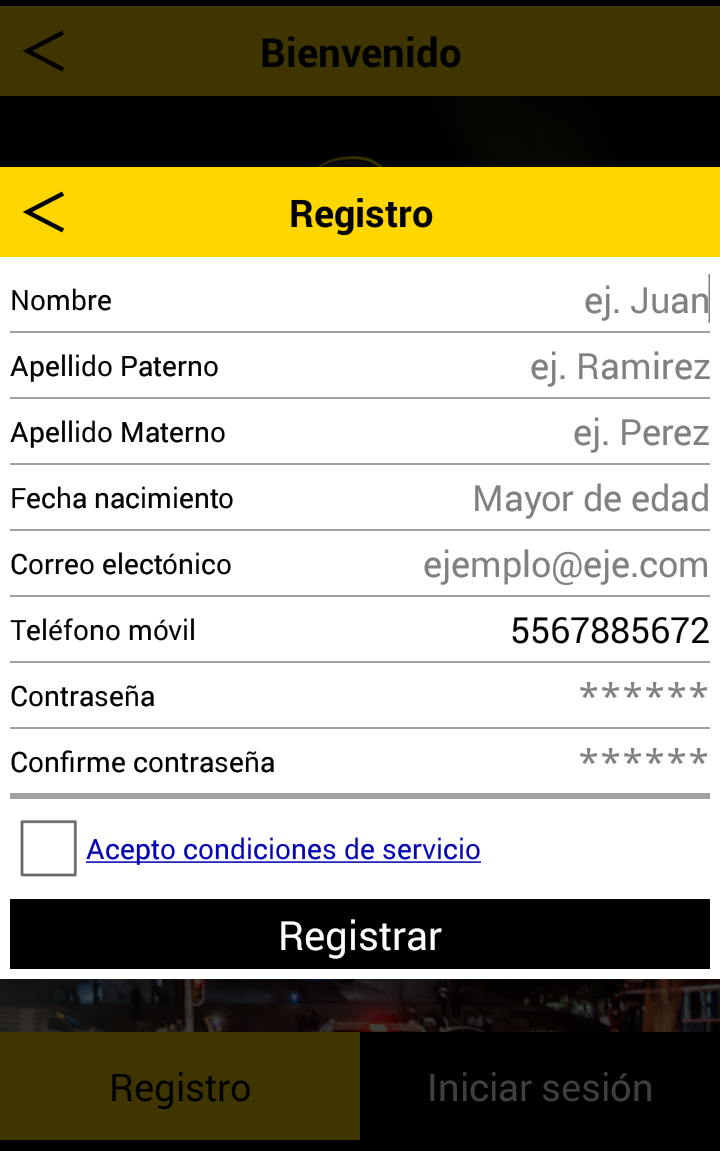 Bienvenido
Registro
Nombre ej. Juan
Apellido Paterno ej. Ramirez
Apellido Materno ej. Perez
Fecha nacimiento Mayor de edad
Correo electónico ejemplo@eje.com
Teléfono móvil 5567885672
Contraseña ******
Confirme contraseña ******
Acepto condiciones de servicio
Registrar
Registro Iniciar sesión